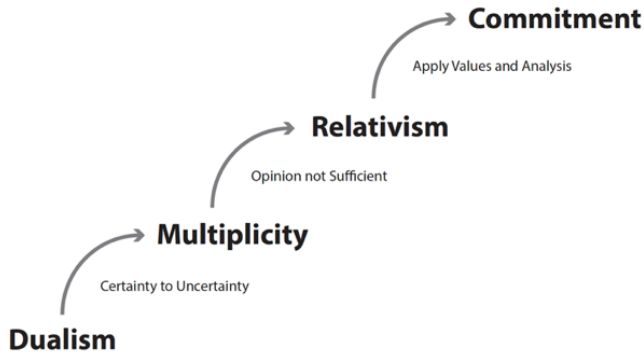 Commitment
Apply Values and Analysis
Relativism
Opinion not Sufficient
Multiplicity
Certainty to Uncertainty
Dualism